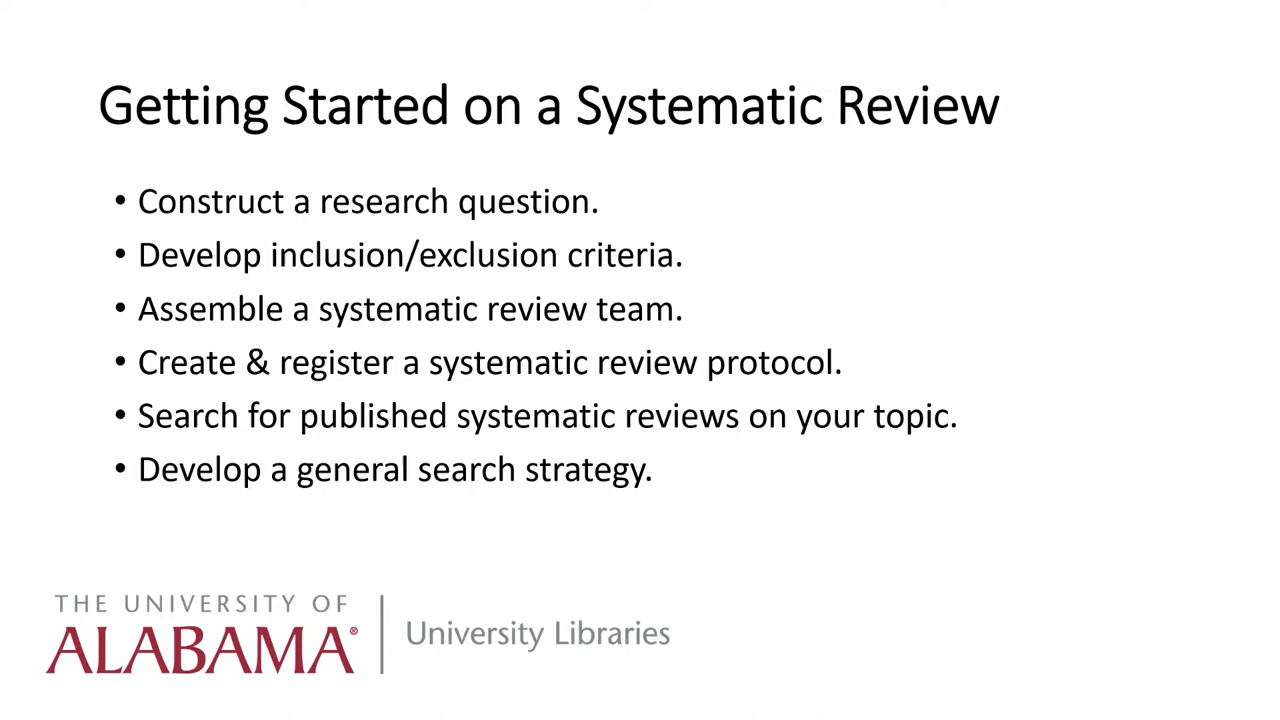 Getting Started on a Systematic Review
• Construct a research question.
• Develop inclusion/exclusion criteria.
• Assemble a systematic review team.
• Create & register a systematic review protocol.
• Search for published systematic reviews on your topic.
• Develop a general search strategy.
THE UNIVERSITY OF
ALABAMA®
University Libraries